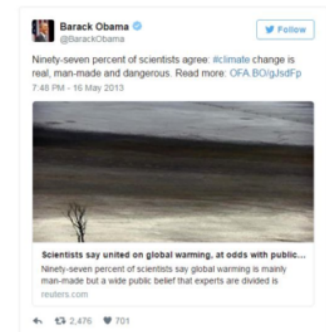 Barack Obama
Follow
@BarackObama
Ninety-seven percent of scientists agree: #climate change is
real, man-made and dangerous. Read more: OFA.BO/gJsdFp
7:48 PM - 16 May 2013
Scientists say united on global warming, at odds with public...
Ninety-seven percent of scientists say global warming is mainly
man-made but a wide public belief that experts are divided is
reuters.com
2,476 701